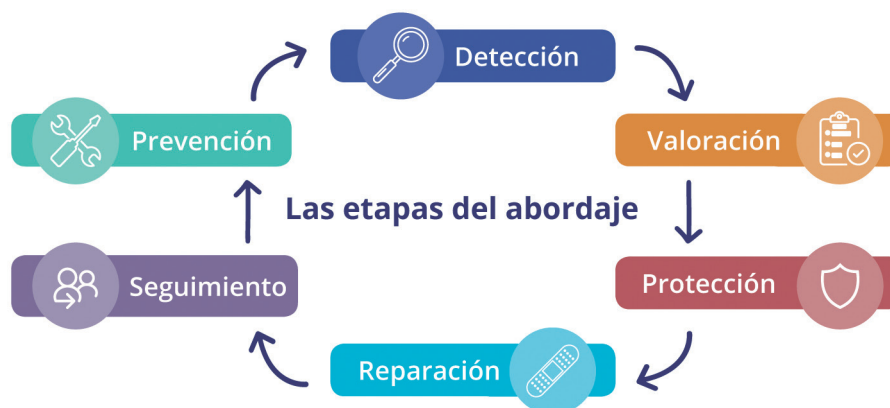 Detección
Prevención
Valoración
Las etapas del abordaje
Seguimiento
Protección
Reparación